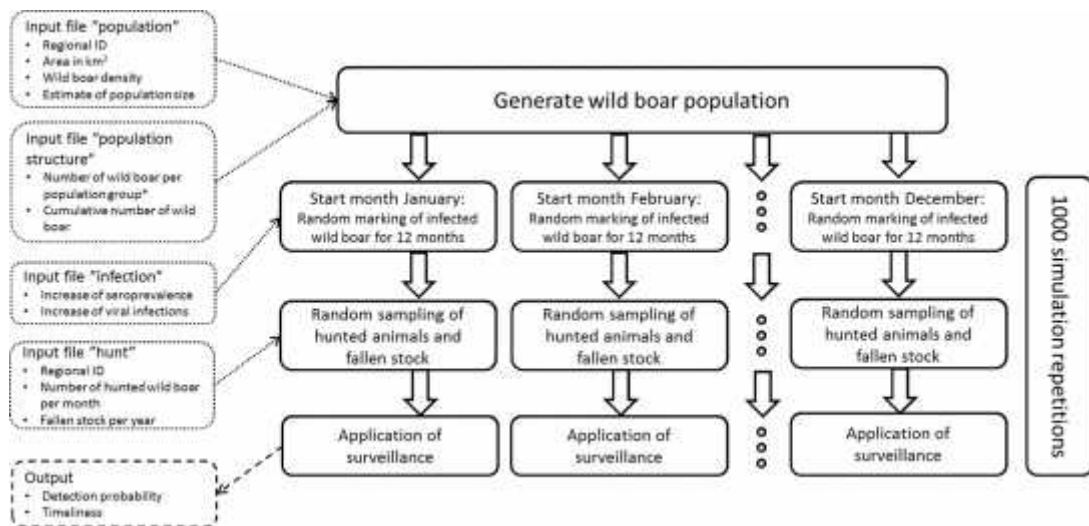 Input file "population"
• Regional ID
• Area in km²
• Wild boar density
• Estimate of population size
Input file "population
structure"
• Number of wild boar per
population group*
• Cumulative number of wild
boar
Input file "infection"
• Increase of seroprevalence
• Increase of viral infections
Input file "hunt"
• Regional ID
• Number of hunted wild boar
per month
• Fallen stock per year
Output
• Detection probability
• Timeliness
Generate wild boar population
Start month January:
Random marking of infected
wild boar for 12 months
Start month February:
Random marking of infected
wild boar for 12 months
Start month December:
Random marking of infected
wild boar for 12 months
Random sampling of
hunted animals and
fallen stock
Random sampling of
hunted animals and
fallen stock
Random sampling of
hunted animals and
fallen stock
Application of
surveillance
Application of
surveillance
Application of
surveillance
1000 simulation repetitions